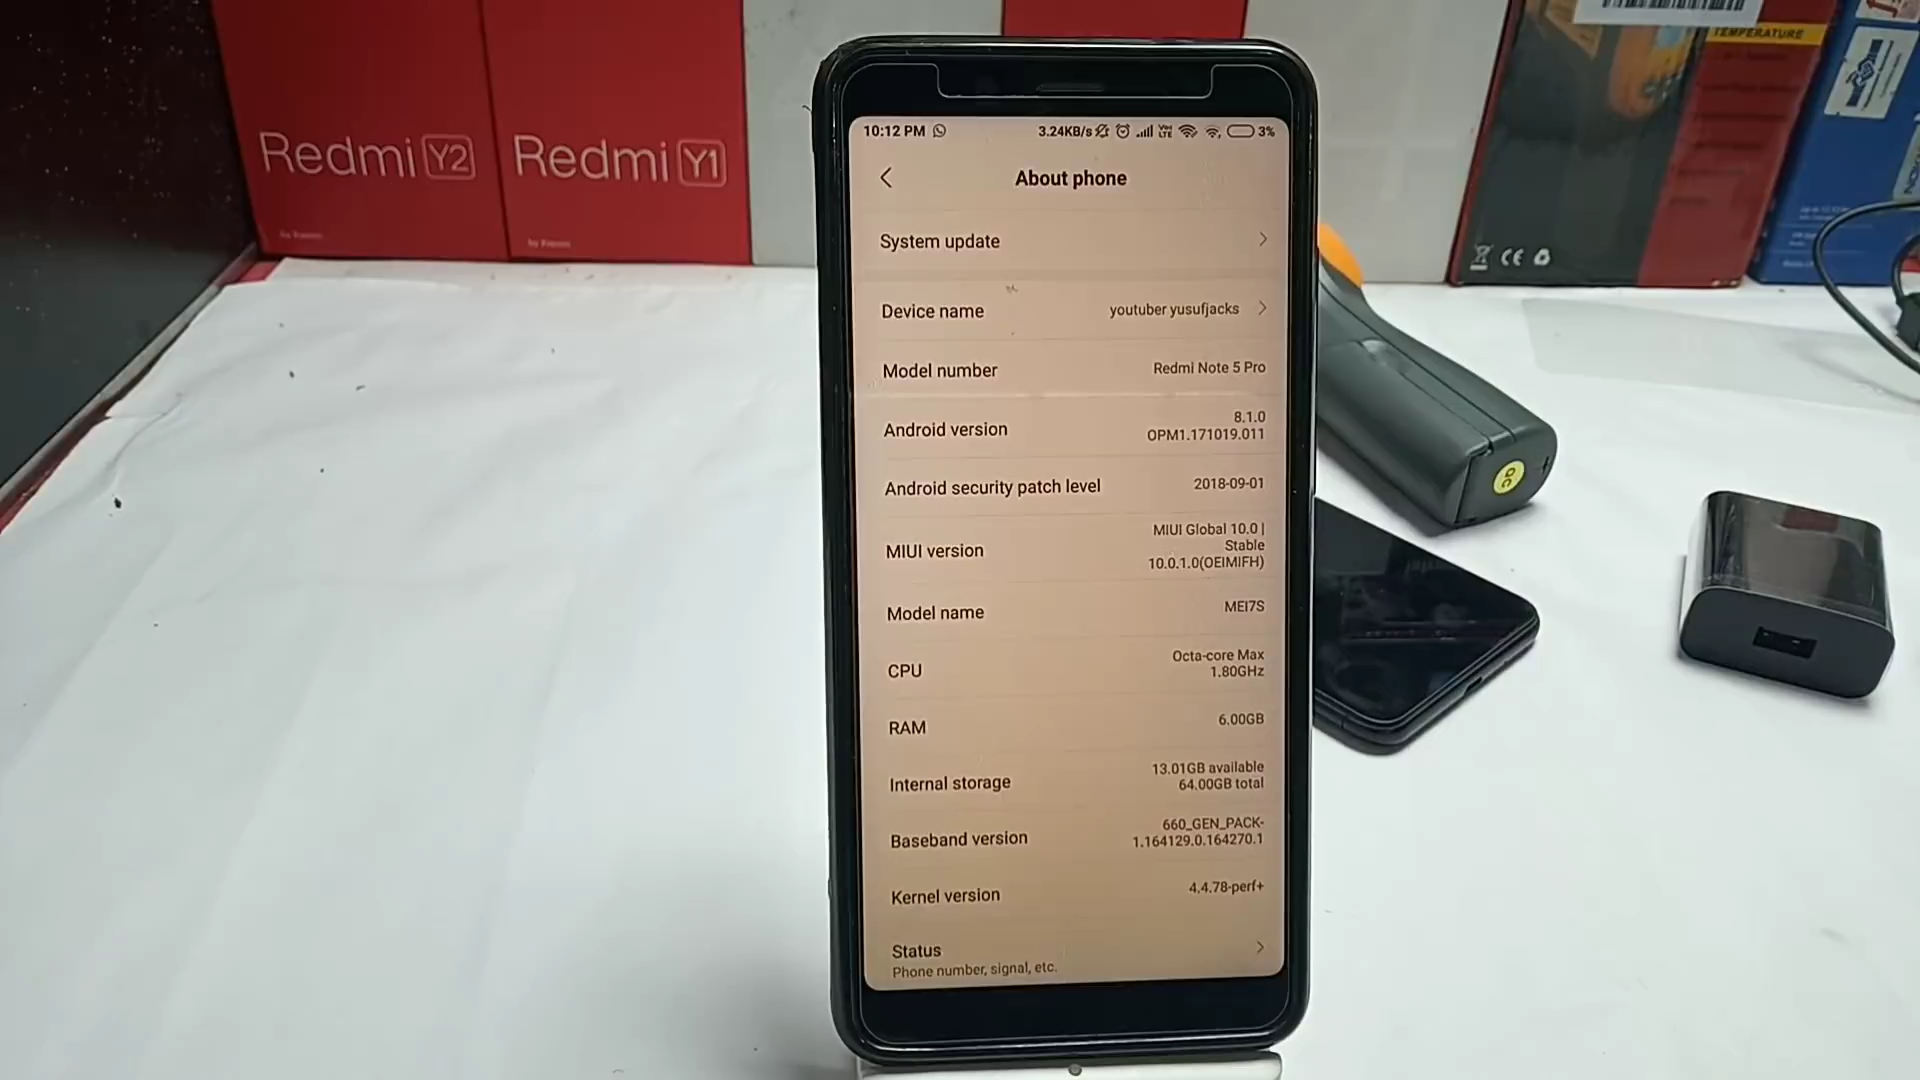 Redmi Y2
Redmi Y1
TEMPERATURE
CE
QC
10:12 PM
3.24KB/s
3%
About phone
System update
Device name
youtuber yusufjacks
Model number
Redmi Note 5 Pro
Android version
8.1.0
OPM1.171019.011
Android security patch level
2018-09-01
MIUI version
MIUI Global 10.0 |
Stable
10.0.1.0(OEIMIFH)
Model name
MEI7S
CPU
Octa-core Max
1.80GHz
RAM
6.00GB
Internal storage
13.01GB available
64.00GB total
Baseband version
660_GEN_PACK-
1.164129.0.164270.1
Kernel version
4.4.78-perf+
Status
Phone number, signal, etc.